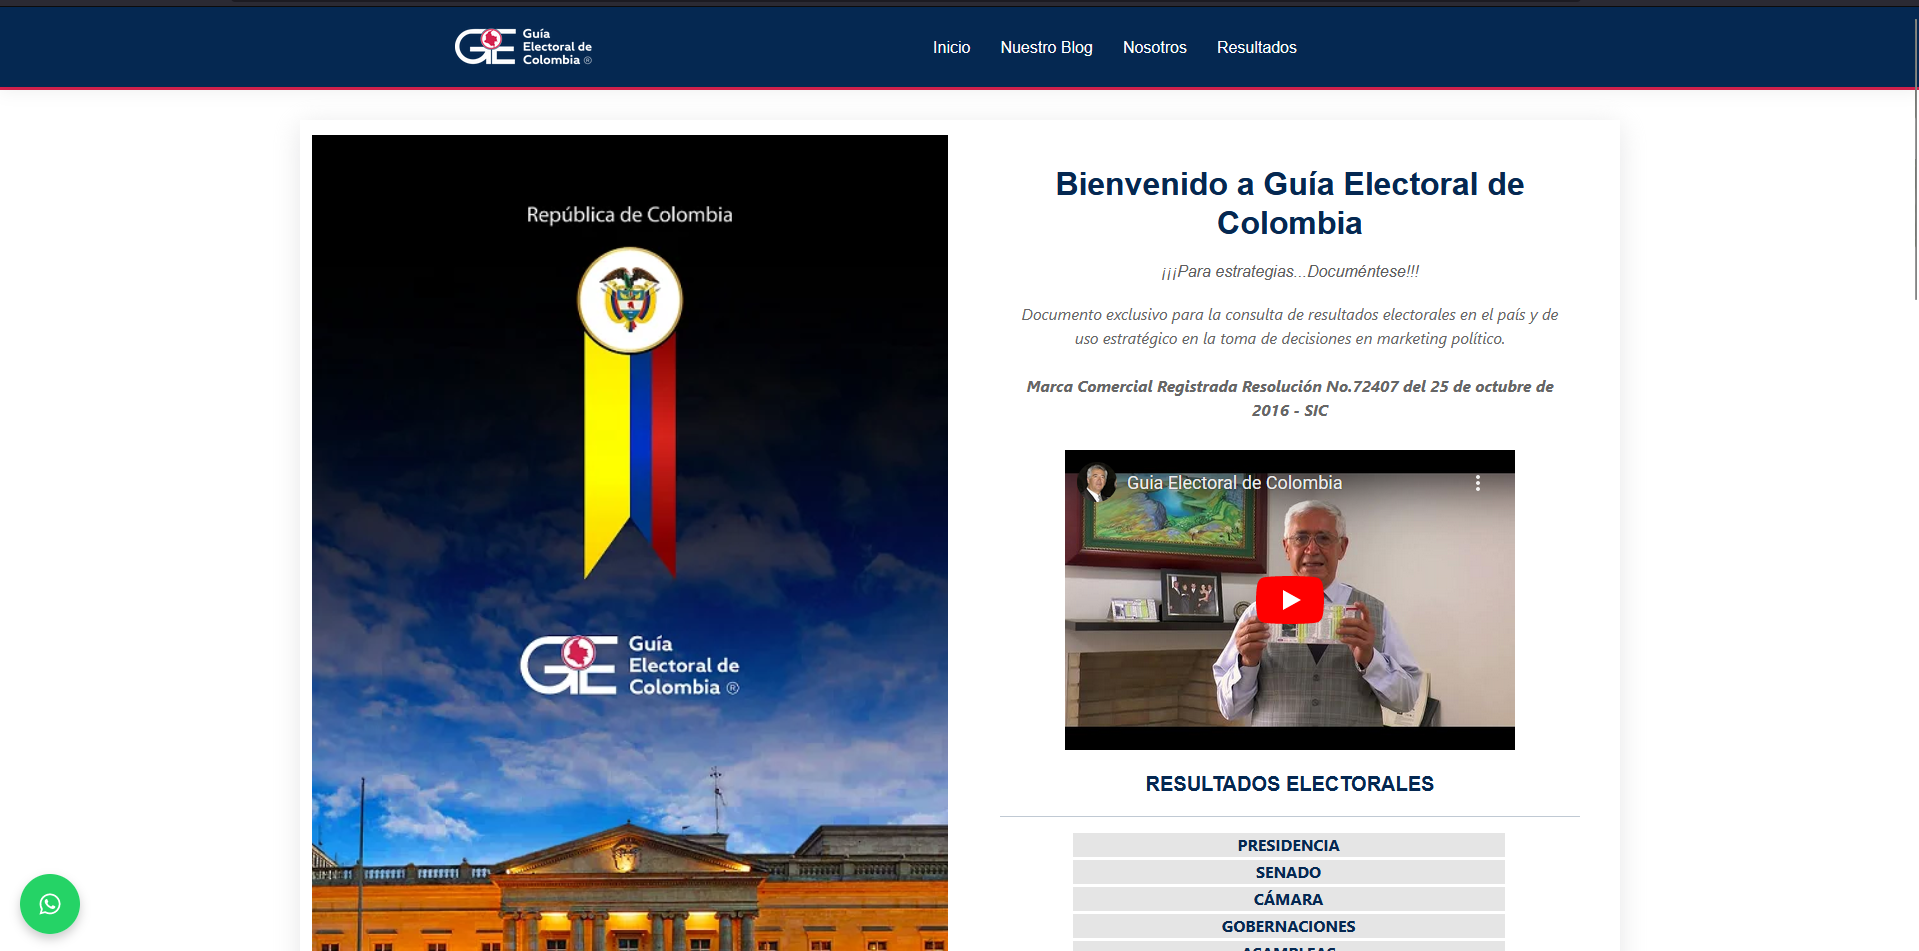 Guía
Electoral de
Colombia ®
Inicio
Nuestro Blog
Nosotros
Resultados
República de Colombia
Guía
Electoral de
Colombia ®
Bienvenido a Guía Electoral de
Colombia
¡¡¡Para estrategias...Documéntese!!!
Documento exclusivo para la consulta de resultados electorales en el país y de
uso estratégico en la toma de decisiones en marketing político.
Marca Comercial Registrada Resolución No.72407 del 25 de octubre de
2016 - SIC
Guia Electoral de Colombia
RESULTADOS ELECTORALES
PRESIDENCIA
SENADO
CÁMARA
GOBERNACIONES
ASAMBLEAS